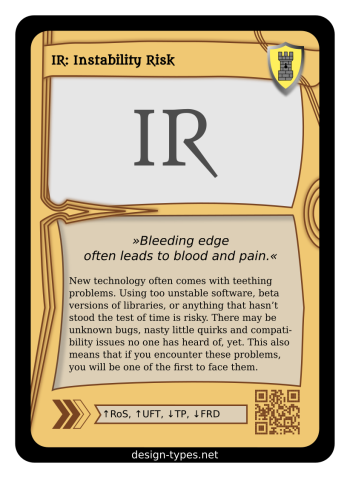 IR: Instability Risk
IR
»Bleeding edge
often leads to blood and pain.«
New technology often comes with teething
problems. Using too unstable software, beta
versions of libraries, or anything that hasn’t
stood the test of time is risky. There may be
unknown bugs, nasty little quirks and compati-
bility issues no one has heard of, yet. This also
means that if you encounter these problems,
you will be one of the first to face them.
↑RoS, ↑UFT, ↓TP, ↓FRD
design-types.net